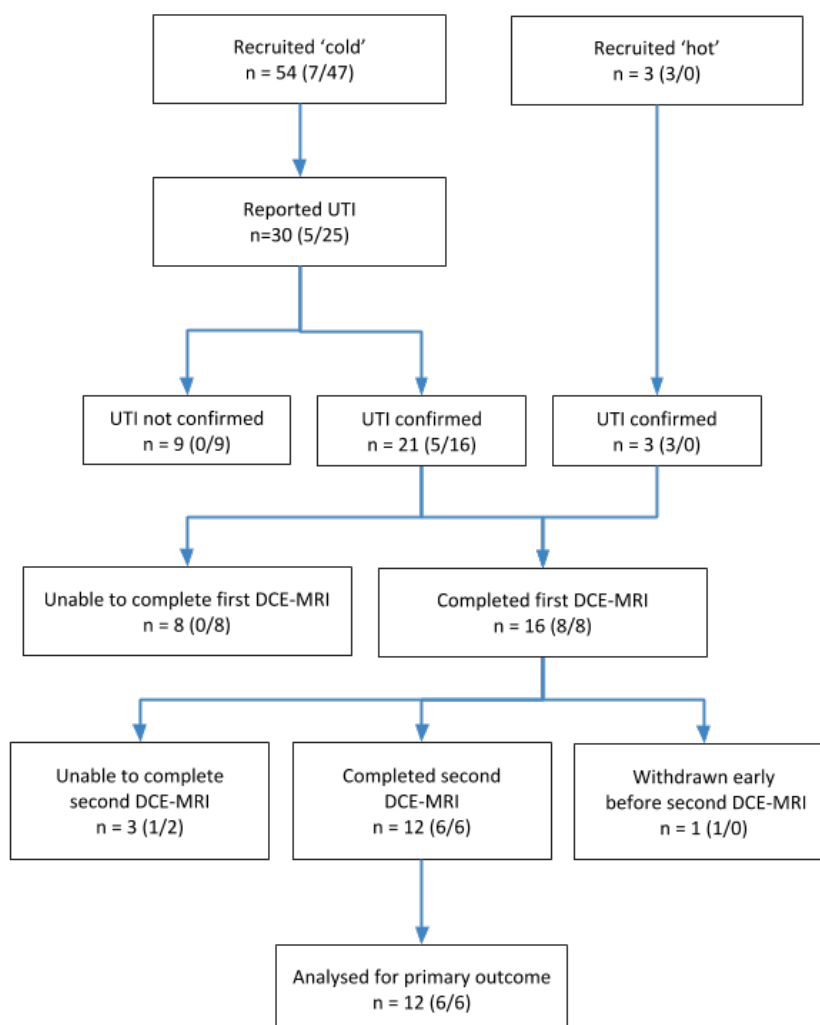 Recruited ‘cold’
n = 54 (7/47)
Recruited ‘hot’
n = 3 (3/0)
Reported UTI
n=30 (5/25)
UTI not confirmed
n = 9 (0/9)
UTI confirmed
n = 21 (5/16)
UTI confirmed
n = 3 (3/0)
Unable to complete first DCE-MRI
n = 8 (0/8)
Completed first DCE-MRI
n = 16 (8/8)
Unable to complete
second DCE-MRI
n = 3 (1/2)
Completed second
DCE-MRI
n = 12 (6/6)
Withdrawn early
before second DCE-MRI
n = 1 (1/0)
Analysed for primary outcome
n = 12 (6/6)